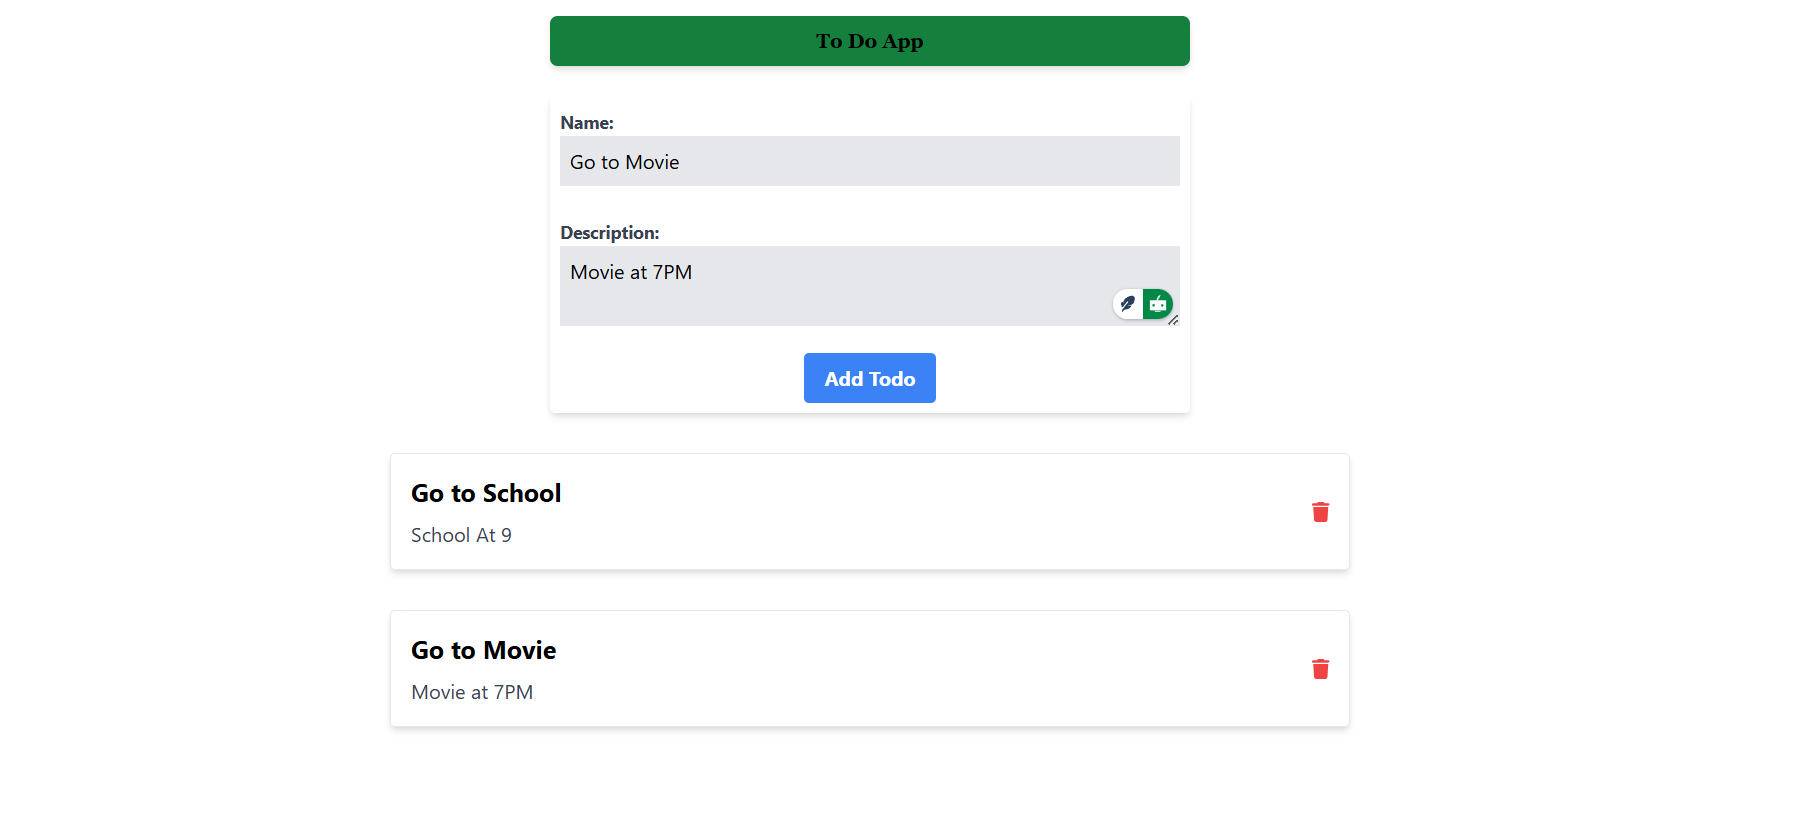 To Do App
Name:
Go to Movie
Description:
Movie at 7PM
Add Todo
Go to School
School At 9
Go to Movie
Movie at 7PM